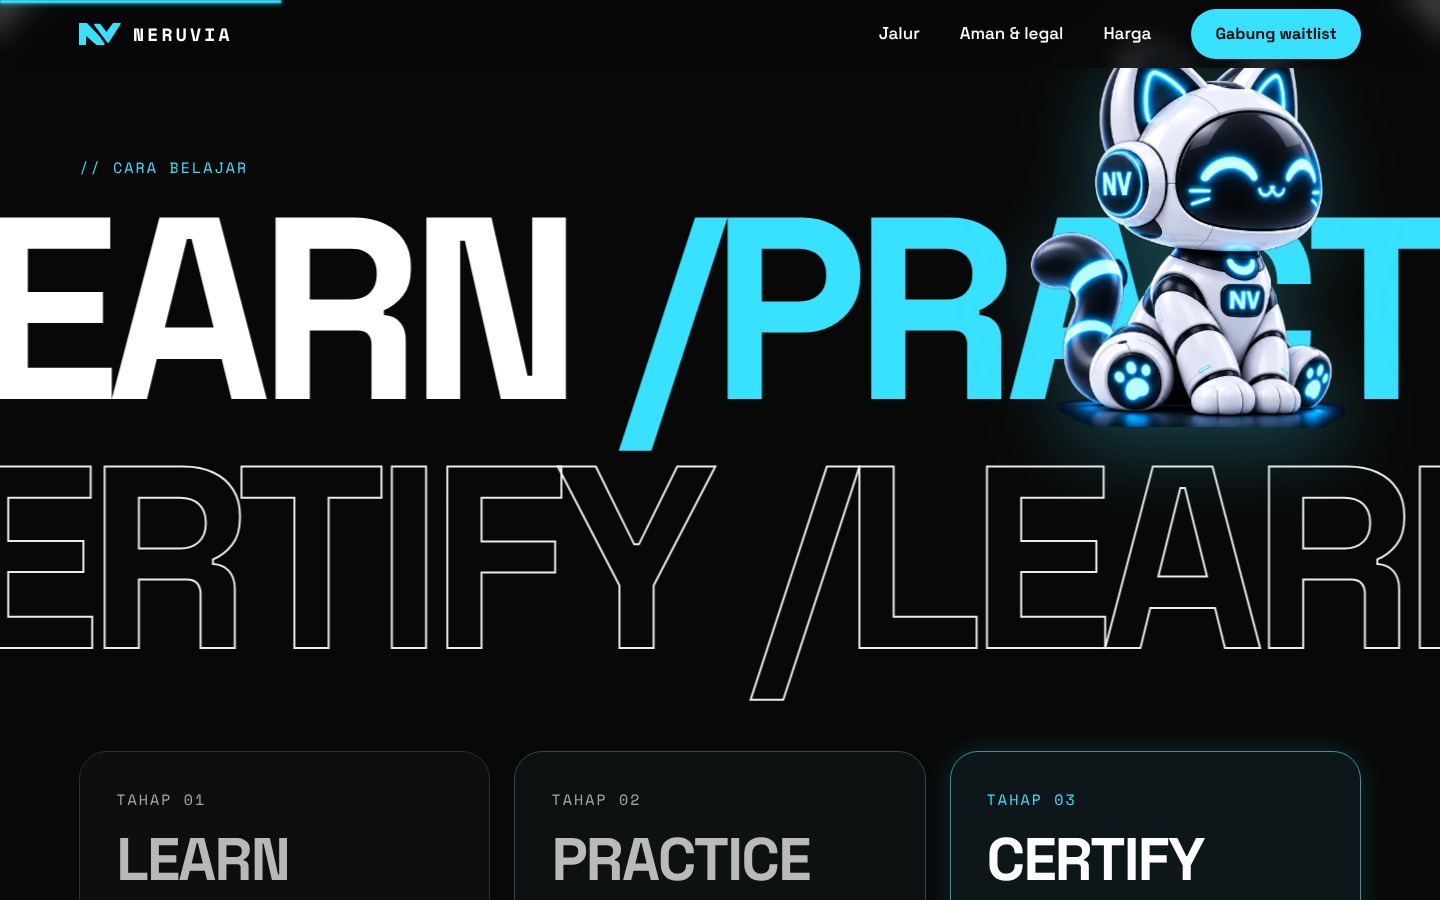 NERUVIA
Jalur
Aman & legal
Harga
Gabung waitlist
// CARA BELAJAR
NV
NV
EARN /PRACT
ERTIFY /LEAR
TAHAP 01
LEARN
TAHAP 02
PRACTICE
TAHAP 03
CERTIFY